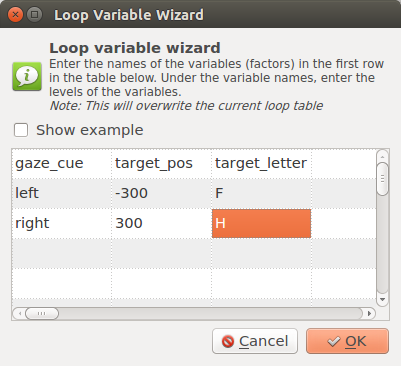 Loop Variable Wizard
Loop variable wizard
Enter the names of the variables (factors) in the first row
in the table below. Under the variable names, enter the
levels of the variables.
Note: This will overwrite the current loop table
Show example
gaze_cue target_pos target_letter
left -300 F
right 300 H
Cancel OK